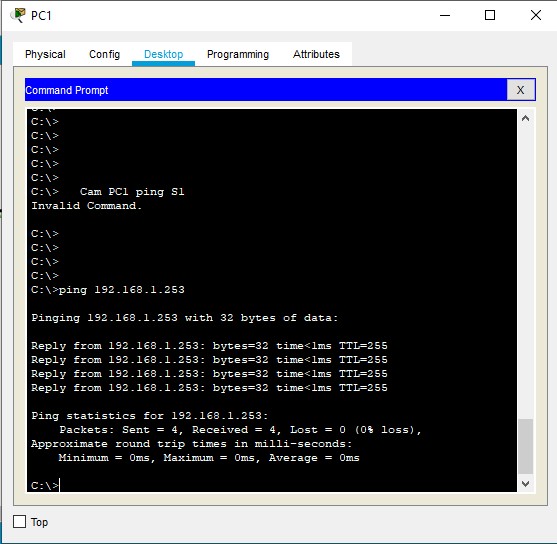 PC1
Physical Config Desktop Programming Attributes
Command Prompt X
C:\>
C:\>
C:\>
C:\>
C:\>
C:\>
C:\>   Cam PC1 ping S1
Invalid Command.
C:\>
C:\>
C:\>
C:\>
C:\>ping 192.168.1.253
Pinging 192.168.1.253 with 32 bytes of data:
Reply from 192.168.1.253: bytes=32 time<1ms TTL=255
Reply from 192.168.1.253: bytes=32 time<1ms TTL=255
Reply from 192.168.1.253: bytes=32 time<1ms TTL=255
Reply from 192.168.1.253: bytes=32 time<1ms TTL=255
Ping statistics for 192.168.1.253:
    Packets: Sent = 4, Received = 4, Lost = 0 (0% loss),
Approximate round trip times in milli-seconds:
    Minimum = 0ms, Maximum = 0ms, Average = 0ms
C:\>
Top